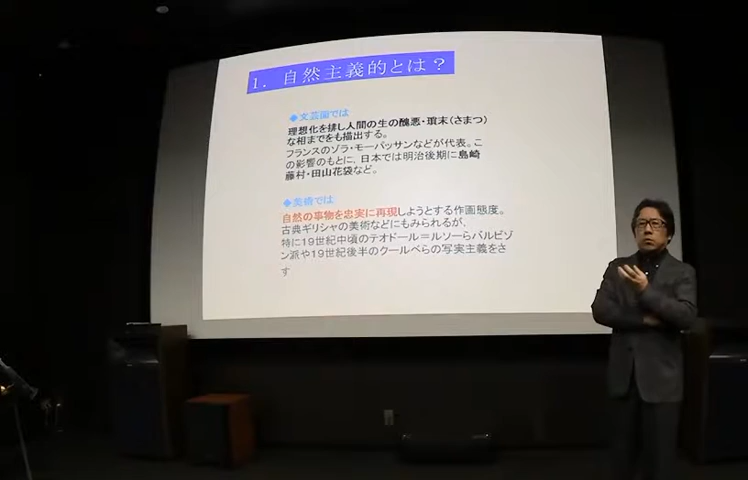 1. 自然主義的とは？
◆文芸面では
理想化を排し人間の生の醜悪・瑣末（さまつ）
な相までをも描出する。
フランスのゾラ・モーパッサンなどが代表。こ
の影響のもとに、日本では明治後期に島崎
藤村・田山花袋など。
◆美術では
自然の事物を忠実に再現しようとする作画態度。
古典ギリシャの美術などにもみられるが、
特に19世紀中頃のテオドール＝ルソーらバルビゾ
ン派や19世紀後半のクールベらの写実主義をさ
す